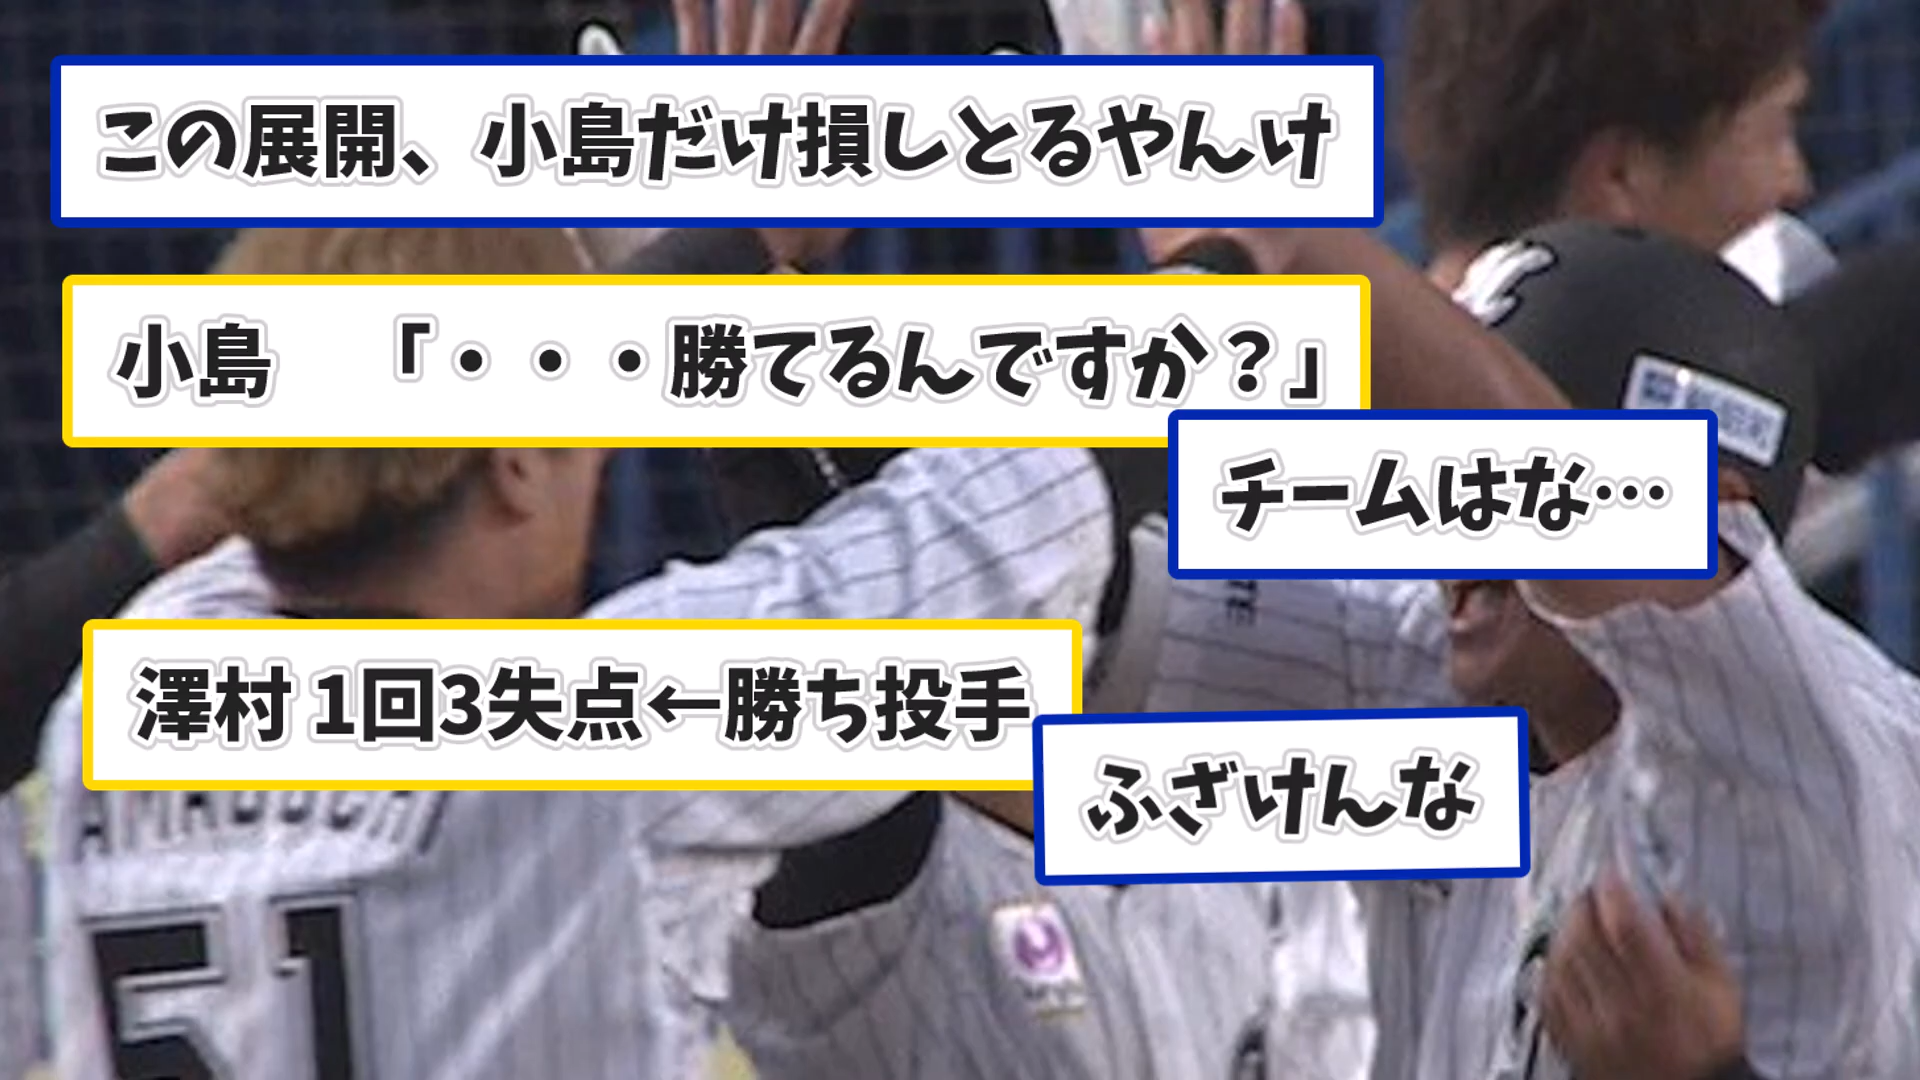 この展開、小島だけ損しとるやんけ
小島　「・・・勝てるんですか？」
チームはな…
澤村 1回3失点←勝ち投手
ふざけんな
51